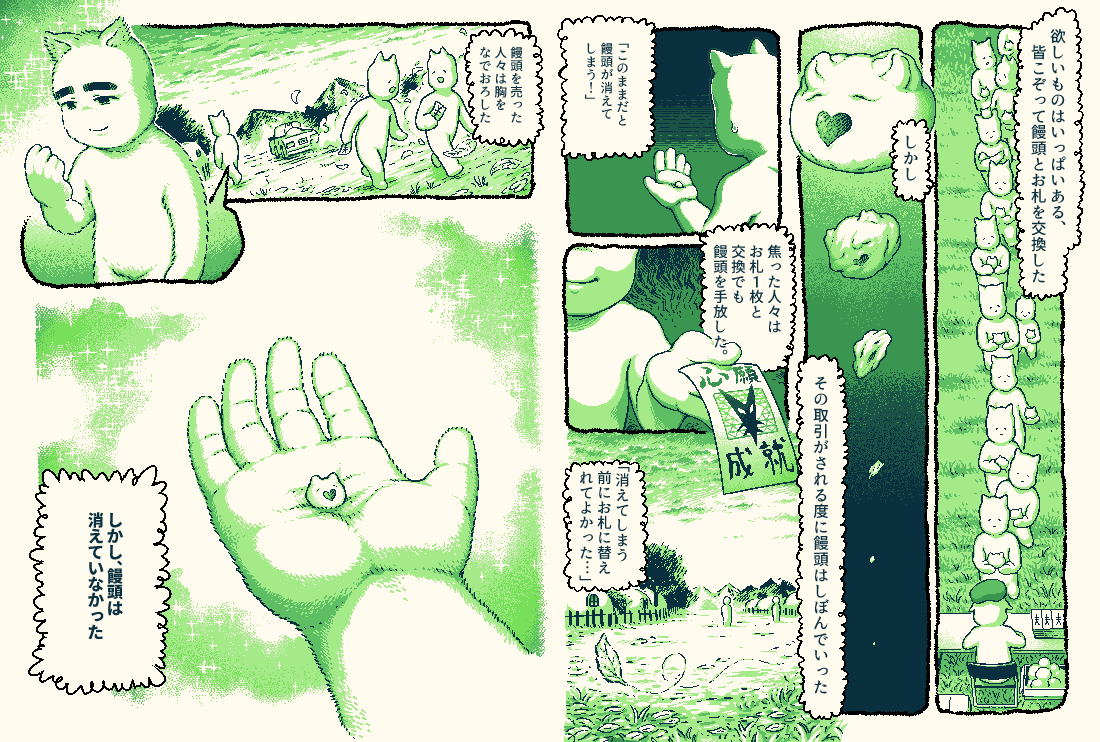 欲しいものはいっぱいある、
皆こぞって饅頭とお札を交換した
しかし
その取引がされる度に饅頭はしぼんでいった
「このままだと
饅頭が消えて
しまう!」
焦った人々は
お札1枚と
交換でも
饅頭を手放した。
心願
成就
「消えてしまう
前にお札に替え
れてよかった…」
饅頭を売った
人々は胸を
なでおろした
しかし、饅頭は
消えていなかった